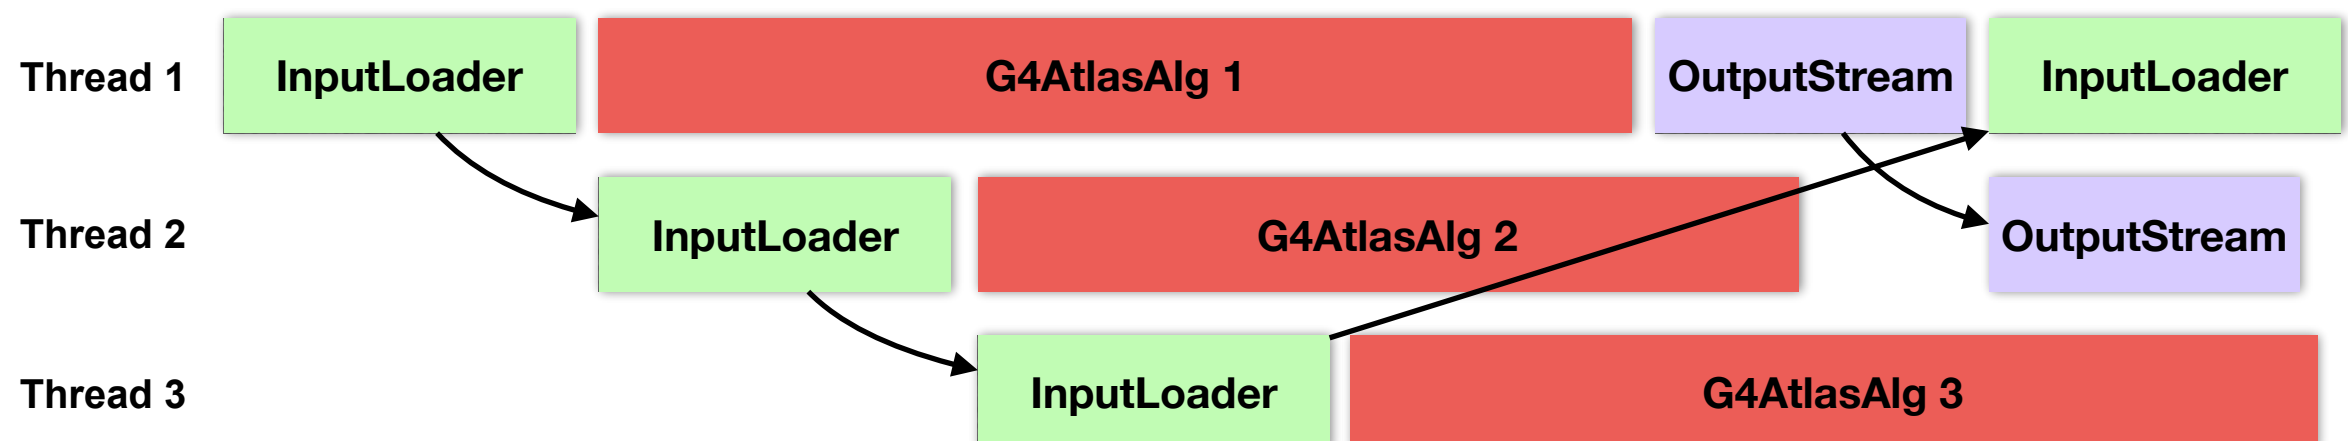 Thread 1 InputLoader G4AtlasAlg 1 OutputStream InputLoader
Thread 2 InputLoader G4AtlasAlg 2 OutputStream
Thread 3 InputLoader G4AtlasAlg 3